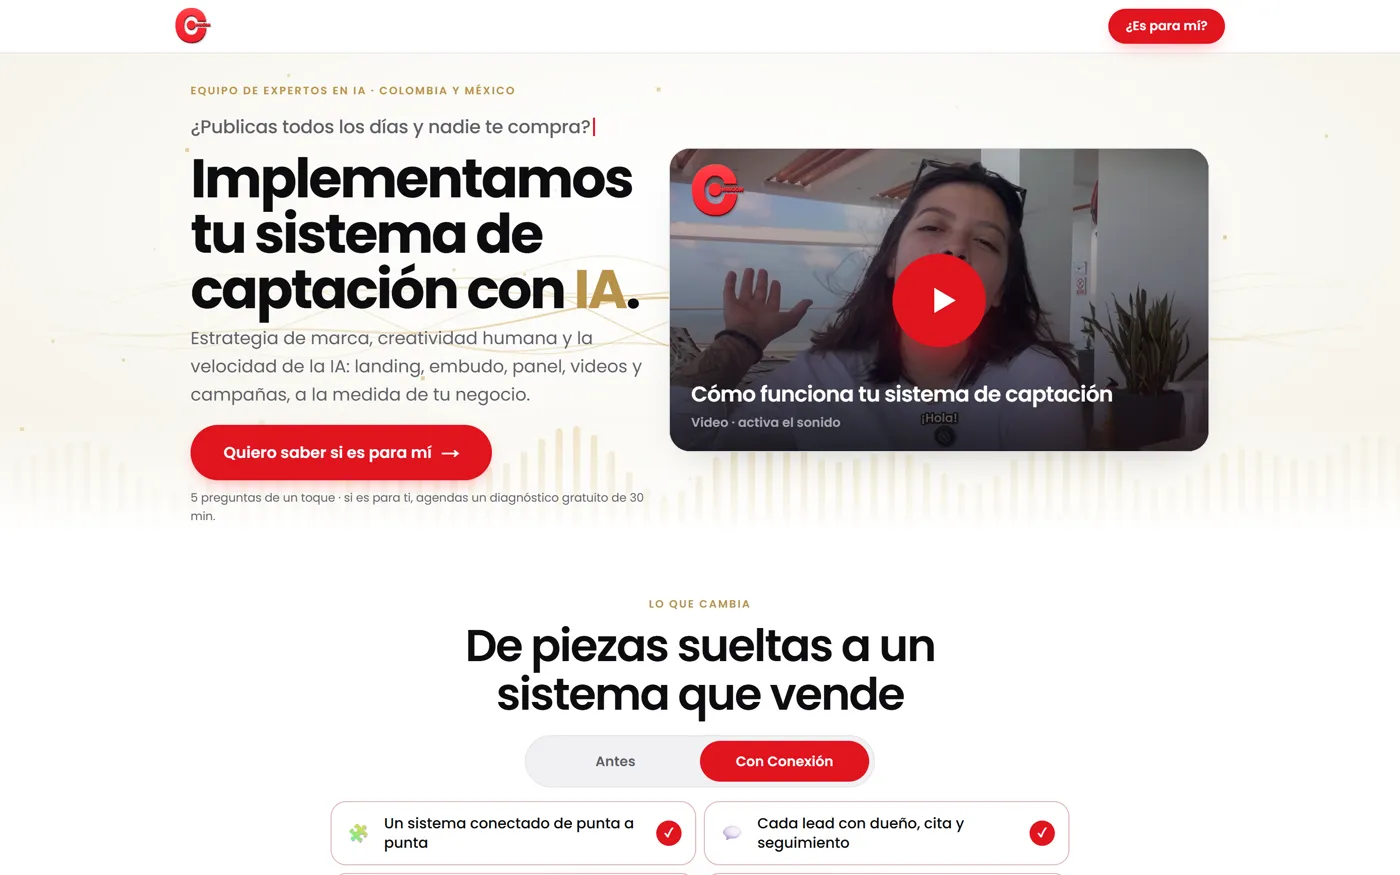 ¿Es para mí?
EQUIPO DE EXPERTOS EN IA · COLOMBIA Y MÉXICO
¿Publicas todos los días y nadie te compra?
Implementamos
tu sistema de
captación con IA.
Estrategia de marca, creatividad humana y la
velocidad de la IA: landing, embudo, panel, videos y
campañas, a la medida de tu negocio.
Quiero saber si es para mí →
5 preguntas de un toque · si es para ti, agendas un diagnóstico gratuito de 30
min.
Cómo funciona tu sistema de captación
Video · activa el sonido
¡Hola!
LO QUE CAMBIA
De piezas sueltas a un
sistema que vende
Antes
Con Conexión
Un sistema conectado de punta a
punta
Cada lead con dueño, cita y
seguimiento